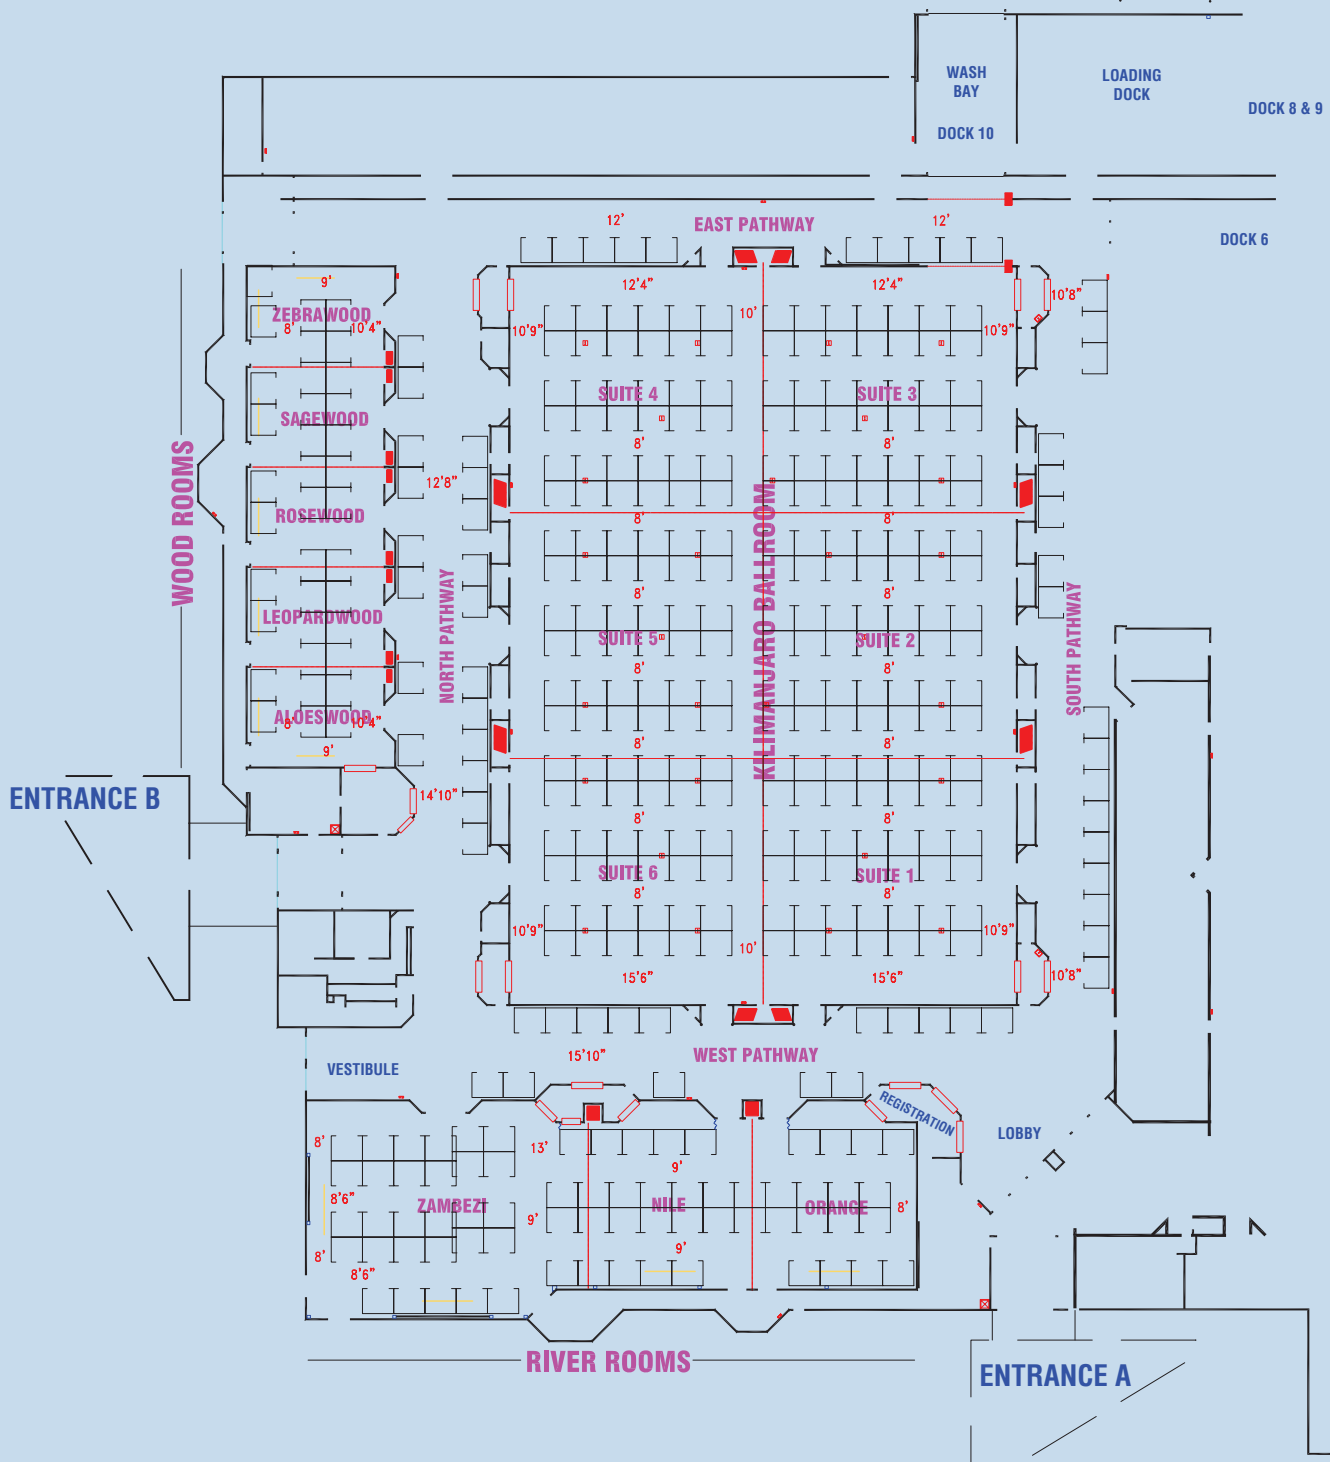 WASH
BAY
LOADING
DOCK
DOCK 8 & 9
DOCK 10
12'
EAST PATHWAY
12'
DOCK 6
9'
12'4"
12'4"
10'8"
ZEBRAWOOD
8'
10'4"
10'
10'9"
10'9"
SUITE 4
SUITE 3
SAGEWOOD
8'
8'
WOOD ROOMS
12'8"
ROSEWOOD
8'
8'
KILIMANJARO BALLROOM
NORTH PATHWAY
SOUTH PATHWAY
8'
8'
LEOPARDWOOD
SUITE 5
SUITE 2
8'
8'
ALOESWOOD
8'
10'4"
9'
8'
8'
ENTRANCE B
14'10"
8'
8'
SUITE 6
SUITE 1
8'
8'
10'9"
10'9"
10'
15'6"
15'6"
10'8"
VESTIBULE
15'10"
WEST PATHWAY
REGISTRATION
LOBBY
8'
13'
9'
8'6"
ZAMBEZI
NILE
ORANGE
8'
9'
8'
9'
8'6"
RIVER ROOMS
ENTRANCE A